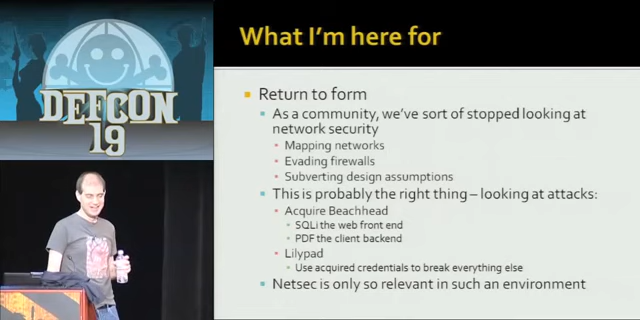 DEFCON
19
What I'm here for
Return to form
As a community, we've sort of stopped looking at
network security
Mapping networks
Evading firewalls
Subverting design assumptions
This is probably the right thing – looking at attacks:
Acquire Beachhead
SQLi the web front end
PDF the client backend
Lilypad
Use acquired credentials to break everything else
Netsec is only so relevant in such an environment